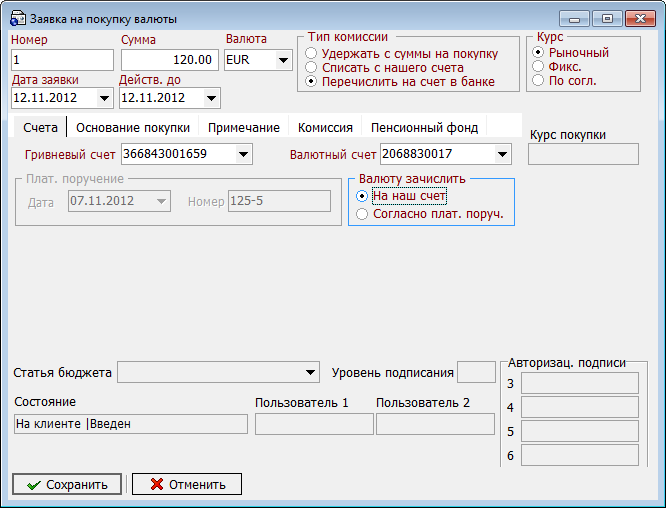 Заявка на покупку валюты
Номер Сумма Валюта Тип комиссии Курс
1 120.00 EUR Удержать с суммы на покупку Рыночный
Списать с нашего счета Фикс.
Дата заявки Действ. до Перечислить на счет в банке По согл.
12.11.2012 12.11.2012
Счета Основание покупки Примечание Комиссия Пенсионный фонд Курс покупки
Гривневый счет 366843001659 Валютный счет 2068830017
Плат. поручение Валюту зачислить
Дата 07.11.2012 Номер 125-5 На наш счет
Согласно плат. поруч.
Статья бюджета Уровень подписания Авторизац. подписи
3
Состояние Пользователь 1 Пользователь 2 4
На клиенте |Введен 5
6
Сохранить Отменить